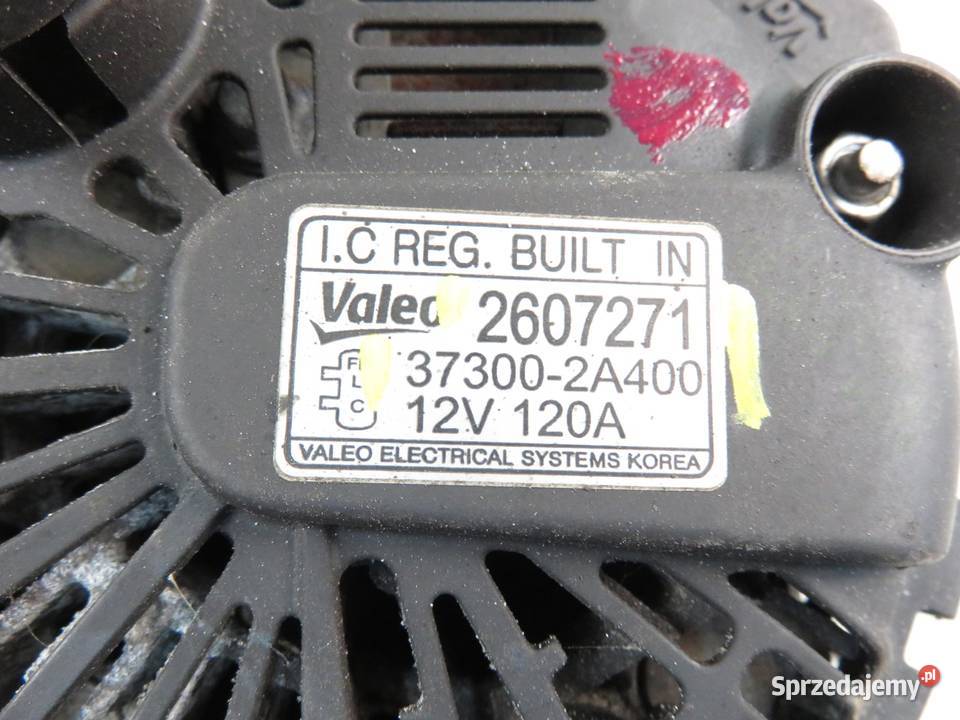 I.C REG. BUILT IN
Valeo 2607271
37300-2A400
L
C
12V 120A
VALEO ELECTRICAL SYSTEMS KOREA
Sprzedajemy.pl